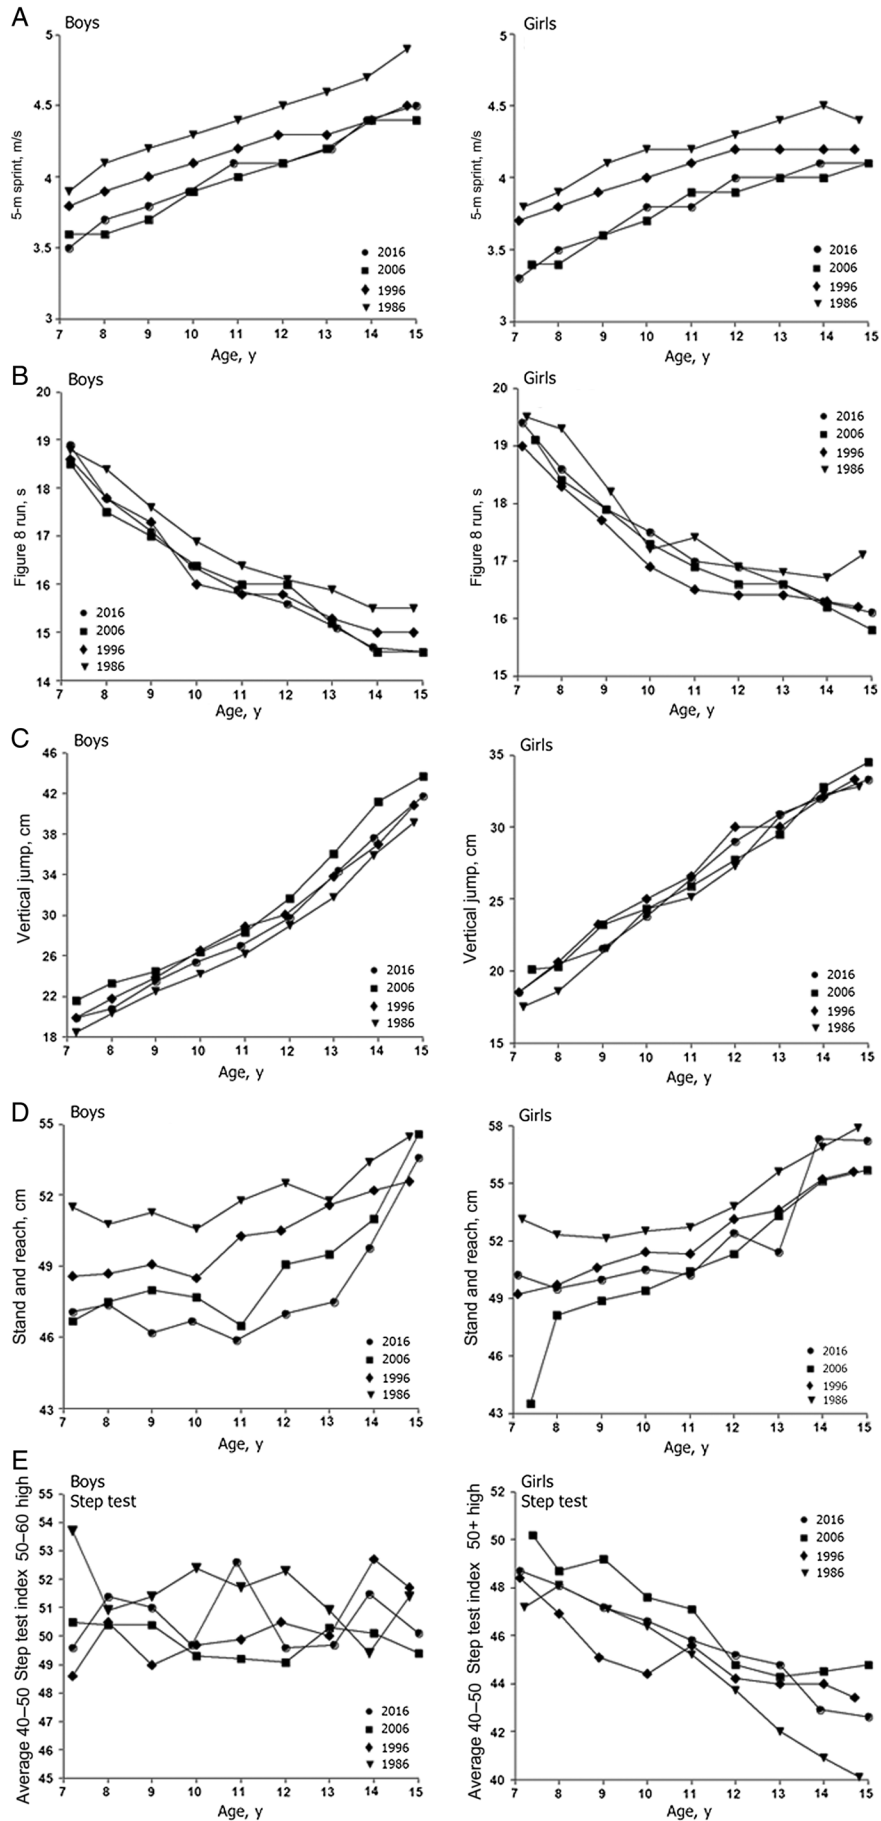 A
Boys
Girls
5-m sprint, m/s
5
4.5
4
3.5
3
2016
2006
1996
1986
7 8 9 10 11 12 13 14 15
Age, y
5-m sprint, m/s
5
4.5
4
3.5
3
2016
2006
1996
1986
7 8 9 10 11 12 13 14 15
Age, y
B
Boys
Girls
Figure 8 run, s
20
19
18
17
16
15
14
2016
2006
1996
1986
7 8 9 10 11 12 13 14 15
Age, y
Figure 8 run, s
20
19
18
17
16
15
2016
2006
1996
1986
7 8 9 10 11 12 13 14 15
Age, y
C
Boys
Girls
Vertical jump, cm
46
42
38
34
30
26
22
18
2016
2006
1996
1986
7 8 9 10 11 12 13 14 15
Age, y
Vertical jump, cm
35
30
25
20
15
2016
2006
1996
1986
7 8 9 10 11 12 13 14 15
Age, y
D
Boys
Girls
Stand and reach, cm
55
52
49
46
43
2016
2006
1996
1986
7 8 9 10 11 12 13 14 15
Age, y
Stand and reach, cm
58
55
52
49
46
43
2016
2006
1996
1986
7 8 9 10 11 12 13 14 15
Age, y
E
Boys
Step test
Girls
Step test
Average 40–50 Step test index 50–60 high
55
54
53
52
51
50
49
48
47
46
45
2016
2006
1996
1986
7 8 9 10 11 12 13 14 15
Age, y
Average 40–50 Step test index 50+ high
52
50
48
46
44
42
40
2016
2006
1996
1986
7 8 9 10 11 12 13 14 15
Age, y